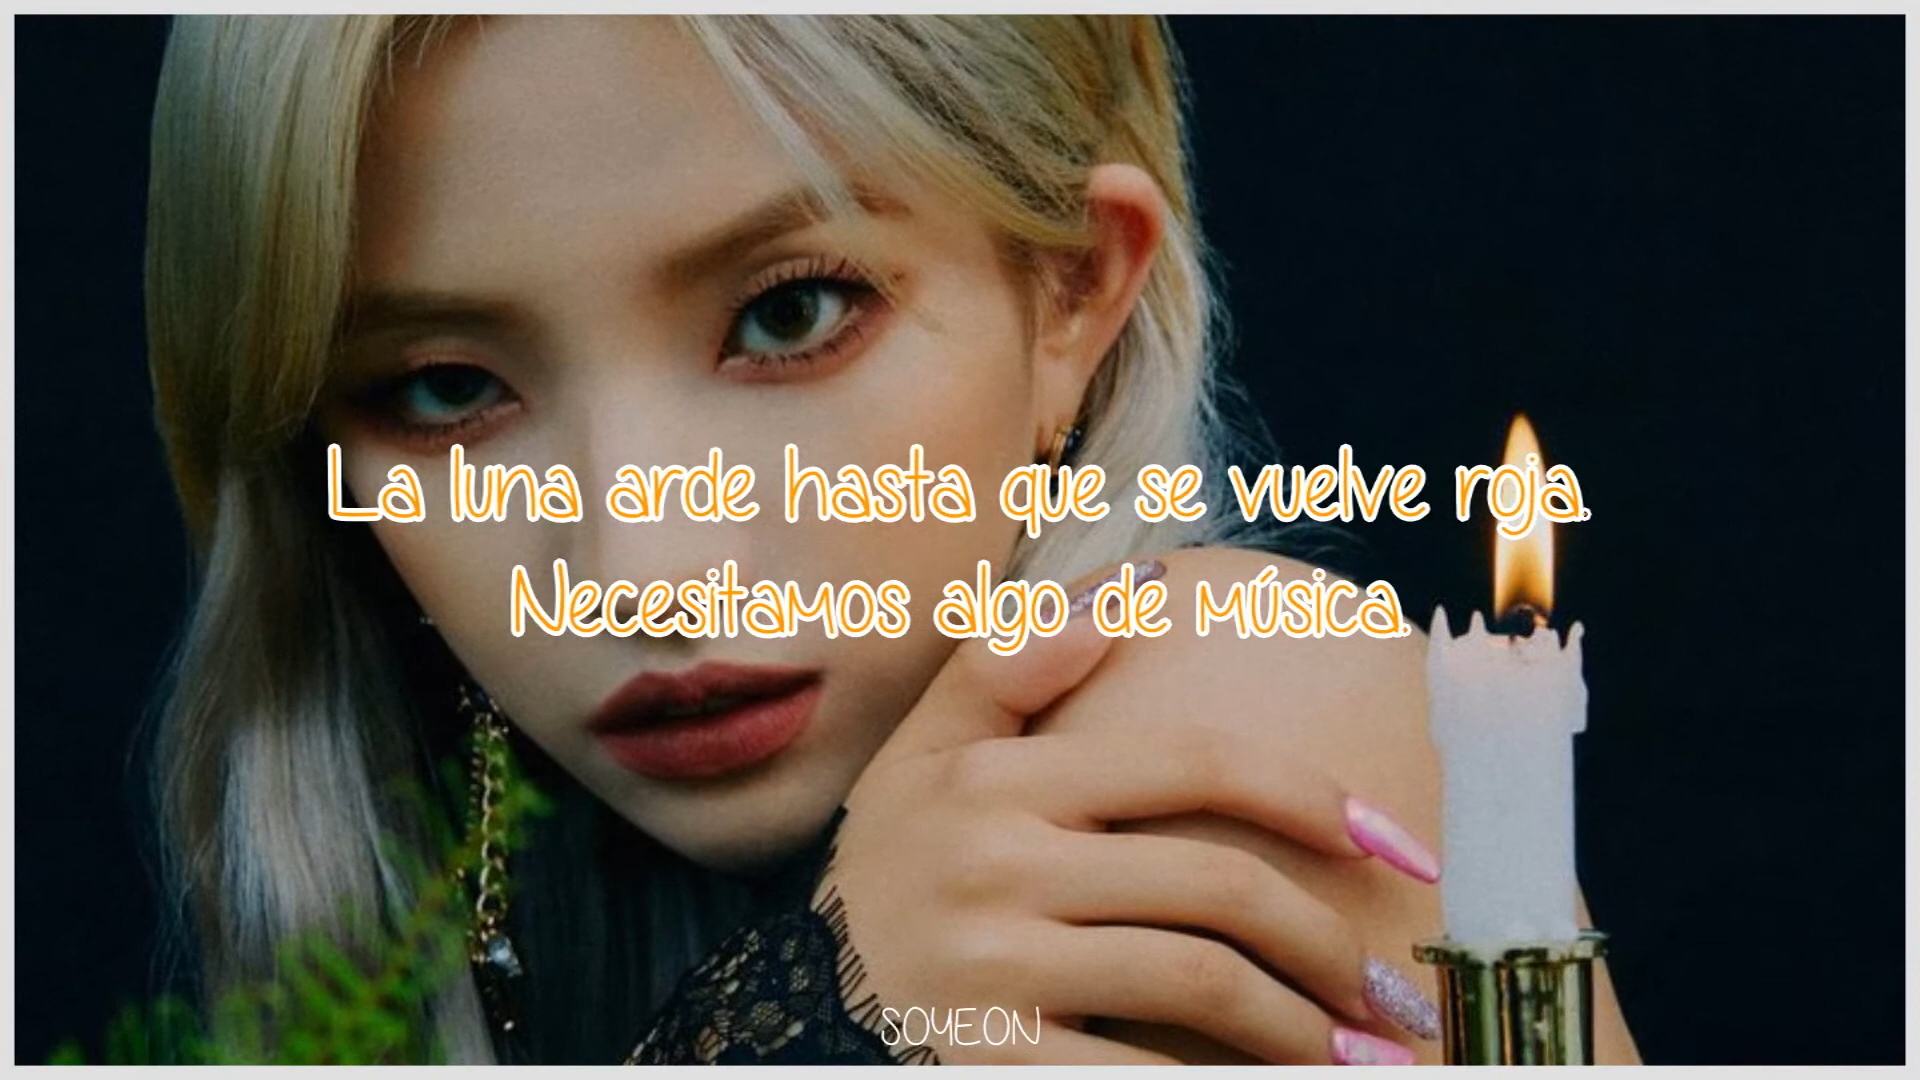 La luna arde hasta que se vuelve roja.
Necesitamos algo de música.
SOYEON